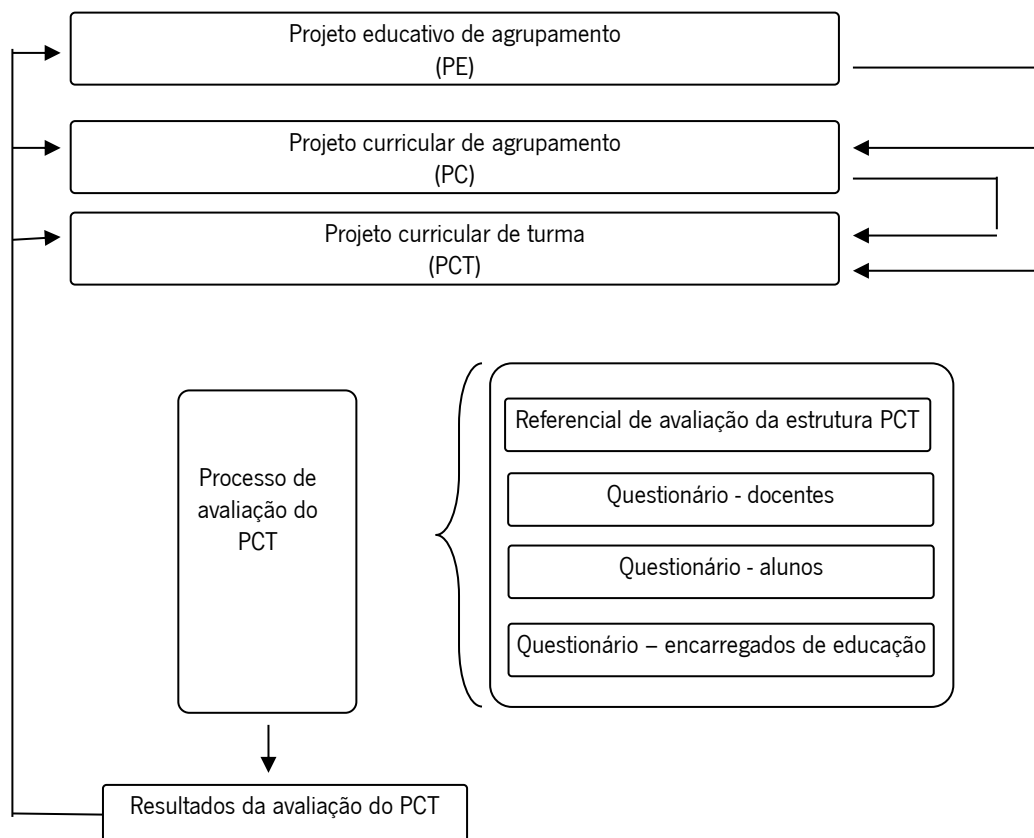 Projeto educativo de agrupamento
(PE)
Projeto curricular de agrupamento
(PC)
Projeto curricular de turma
(PCT)
Processo de
avaliação do
PCT
Referencial de avaliação da estrutura PCT
Questionário - docentes
Questionário - alunos
Questionário – encarregados de educação
Resultados da avaliação do PCT